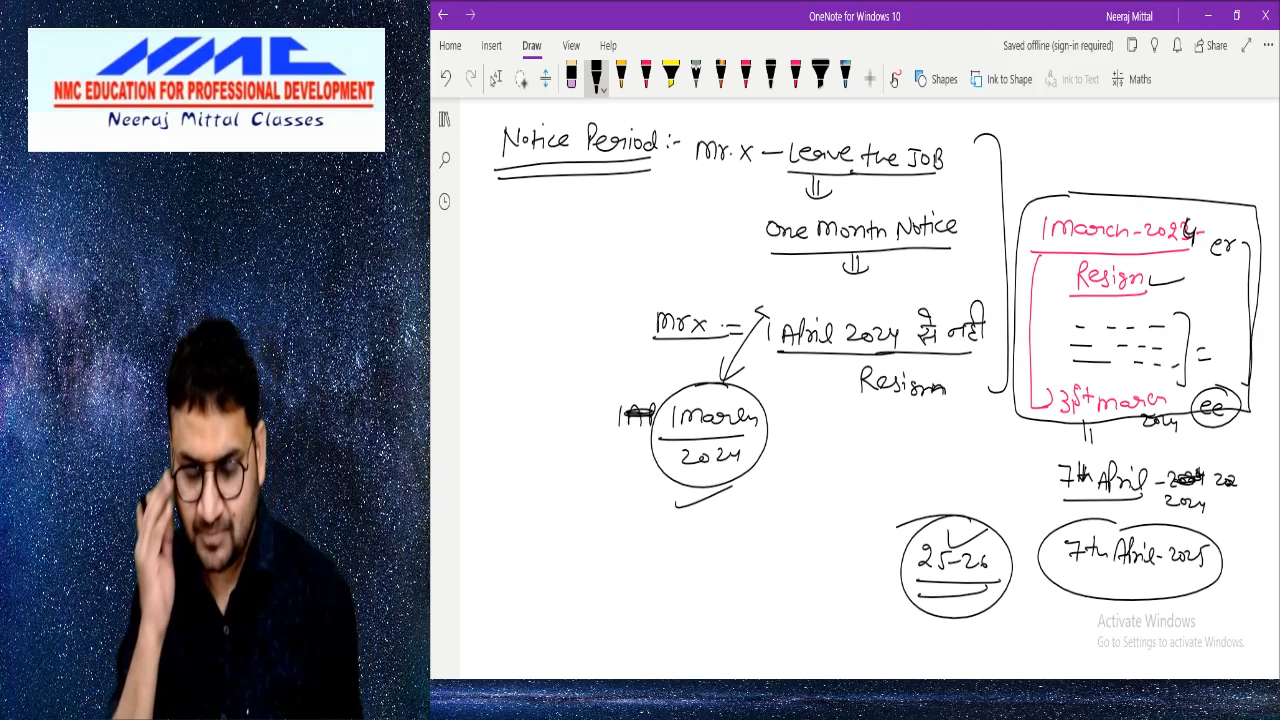 NMC
NMC EDUCATION FOR PROFESSIONAL DEVELOPMENT
Neeraj Mittal Classes
OneNote for Windows 10
Neeraj Mittal
Home Insert Draw View Help
Saved offline (sign-in required)
Share
Shapes
Ink to Shape
Ink to Text
Maths
Notice Period :- Mr. X - Leave the JOB
One Month Notice
Mr X := 1 April 2024 से नही
Resign
1 March
2024
1 March - 2024 -
er
Resign
31st march
2024
ee
7th April -
2024
25-26
7th April - 2025
Activate Windows
Go to Settings to activate Windows.